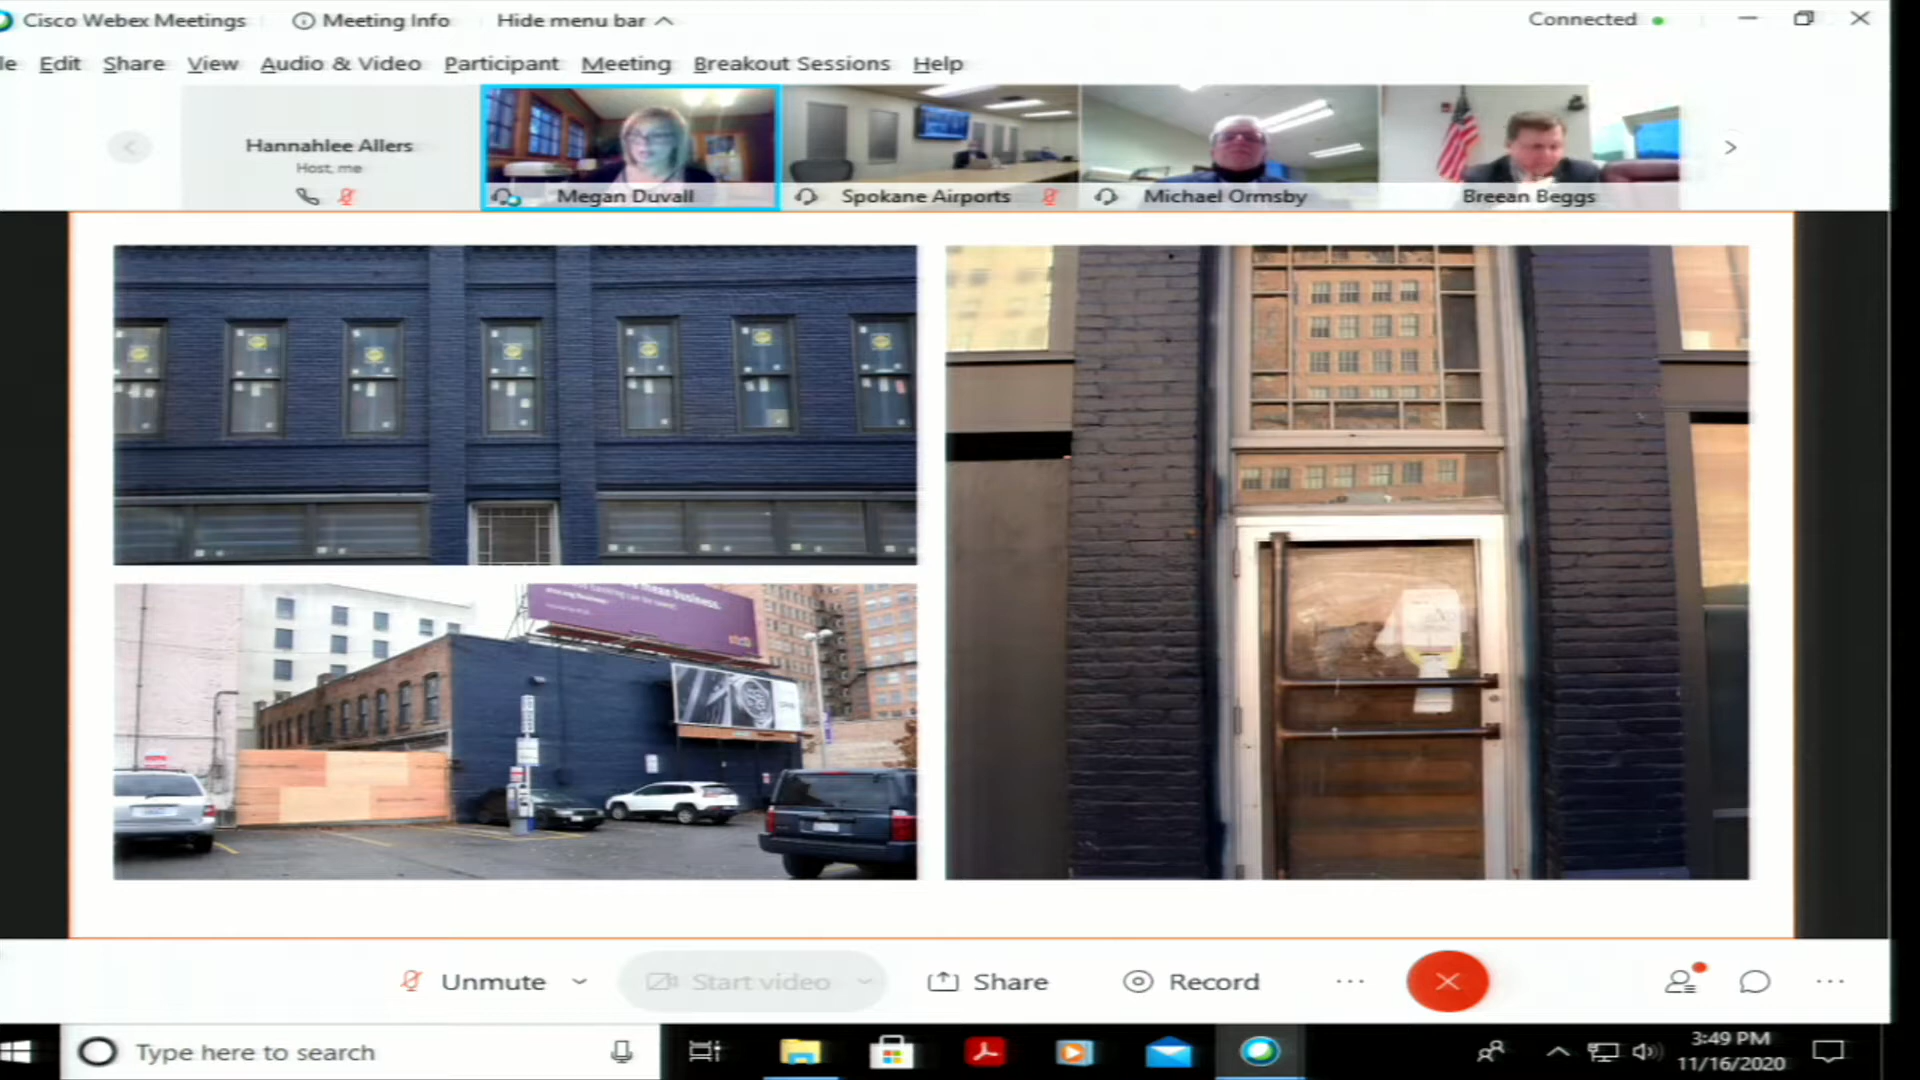 Cisco Webex Meetings
Meeting Info
Hide menu bar
Connected
le Edit Share View Audio & Video Participant Meeting Breakout Sessions Help
Hannahlee Allers
Host, me
Megan Duvall
Spokane Airports
Michael Ormsby
Breean Beggs
mean business.
Unmute
Start video
Share
Record
Type here to search
3:49 PM
11/16/2020